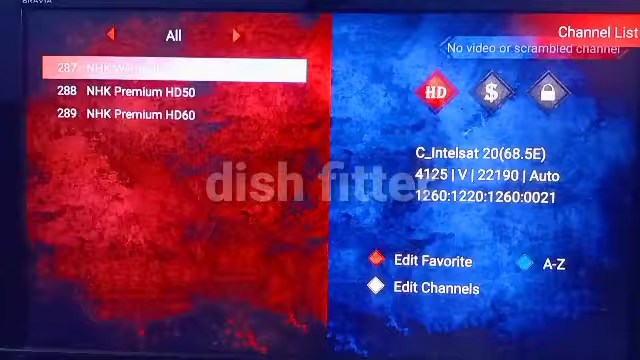 BRAVIA
All
Channel List
No video or scrambled channel
287 NHK
288 NHK Premium HD50
289 NHK Premium HD60
HD
$
C_Intelsat 20(68.5E)
4125 | V | 22190 | Auto
1260:1220:1260:0021
dish fitter
Edit Favorite
A-Z
Edit Channels